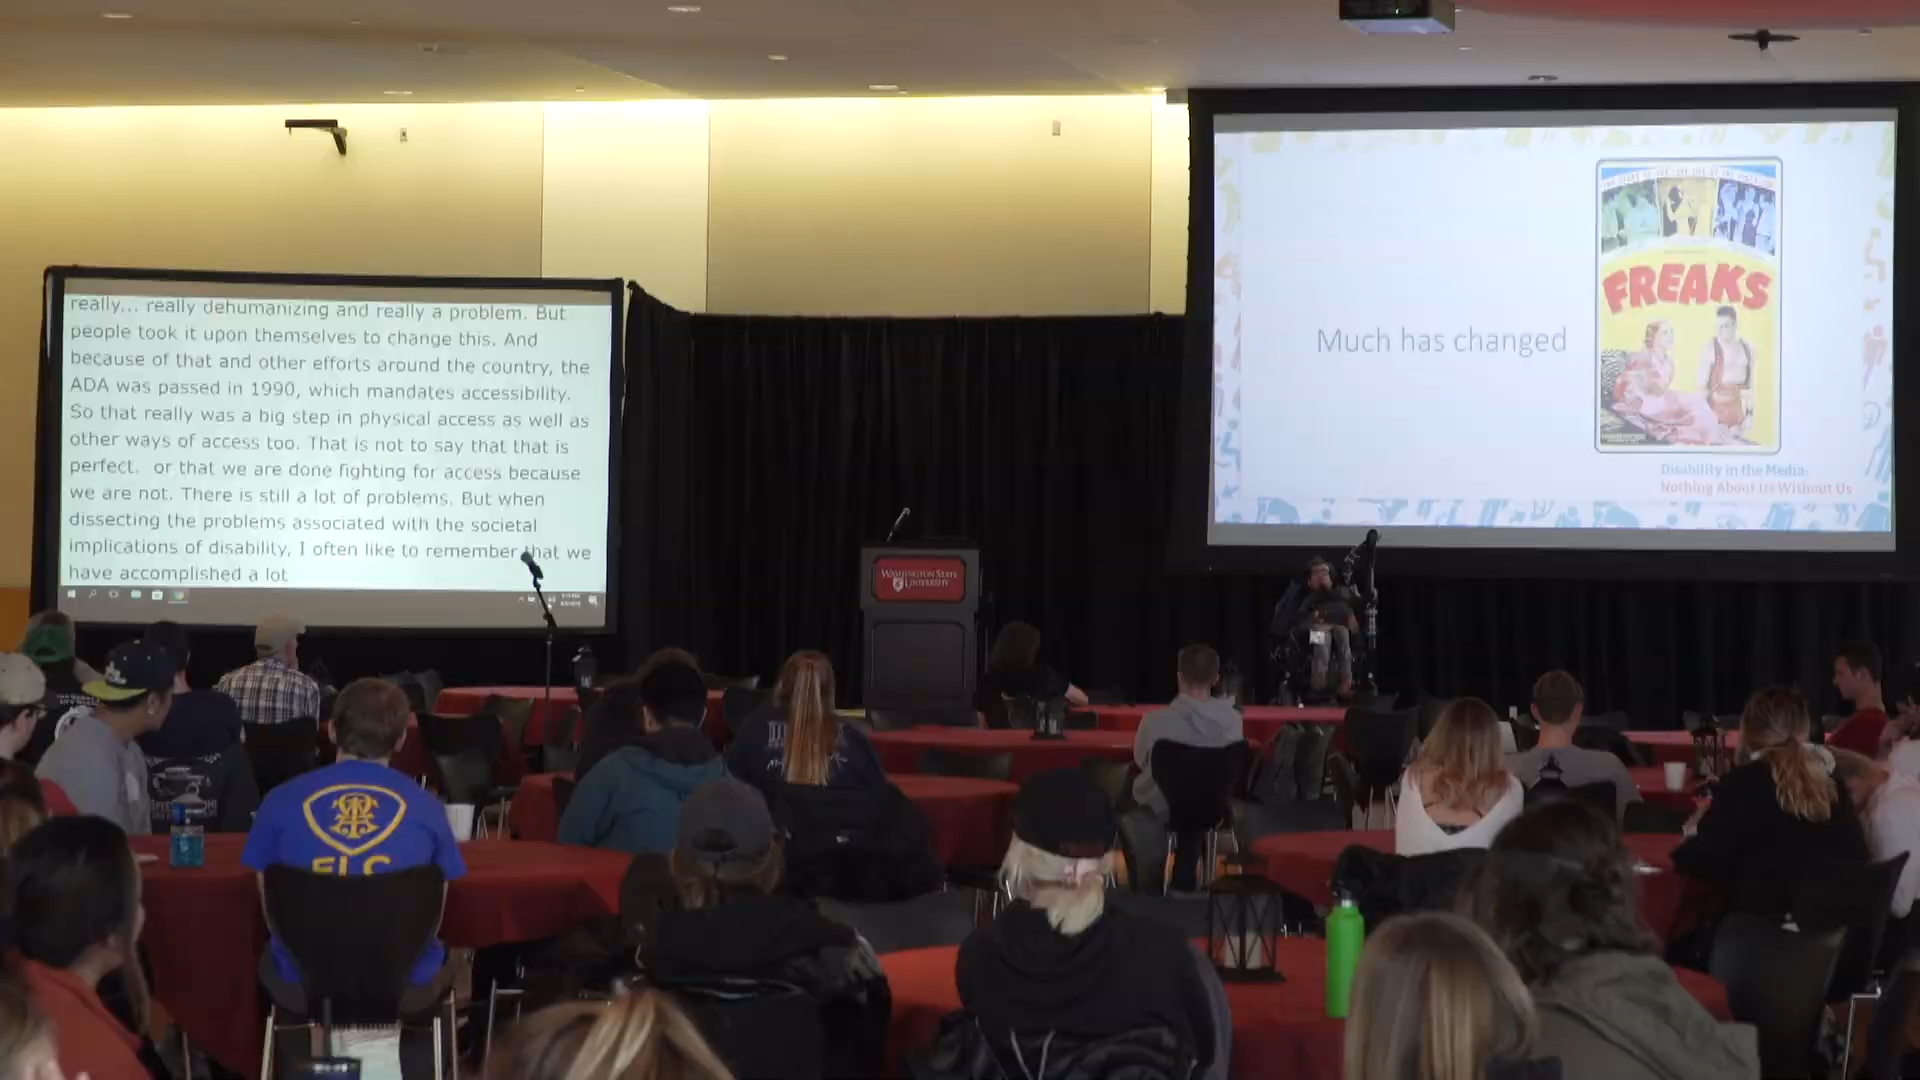 really... really dehumanizing and really a problem. But
people took it upon themselves to change this. And
because of that and other efforts around the country, the
ADA was passed in 1990, which mandates accessibility.
So that really was a big step in physical access as well as
other ways of access too. That is not to say that that is
perfect.  or that we are done fighting for access because
we are not. There is still a lot of problems. But when
dissecting the problems associated with the societal
implications of disability, I often like to remember that we
have accomplished a lot
Much has changed
FREAKS
Disability in the Media:
Nothing About Us Without Us
WASHINGTON STATE
UNIVERSITY
FLC